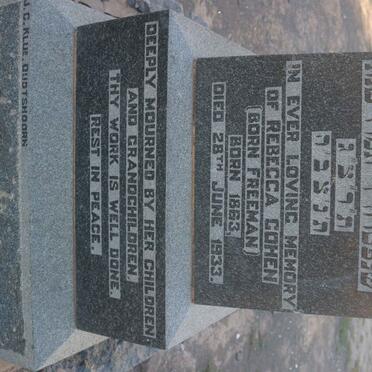 IN EVER LOVING MEMORY
OF REBECCA COHEN
(BORN FREEMAN)
BORN 1863,
DIED 28TH JUNE 1933.
DEEPLY MOURNED BY HER CHILDREN
AND GRANDCHILDREN
THY WORK IS WELL DONE,
REST IN PEACE.
J. C. KLUE OUDTSHOORN